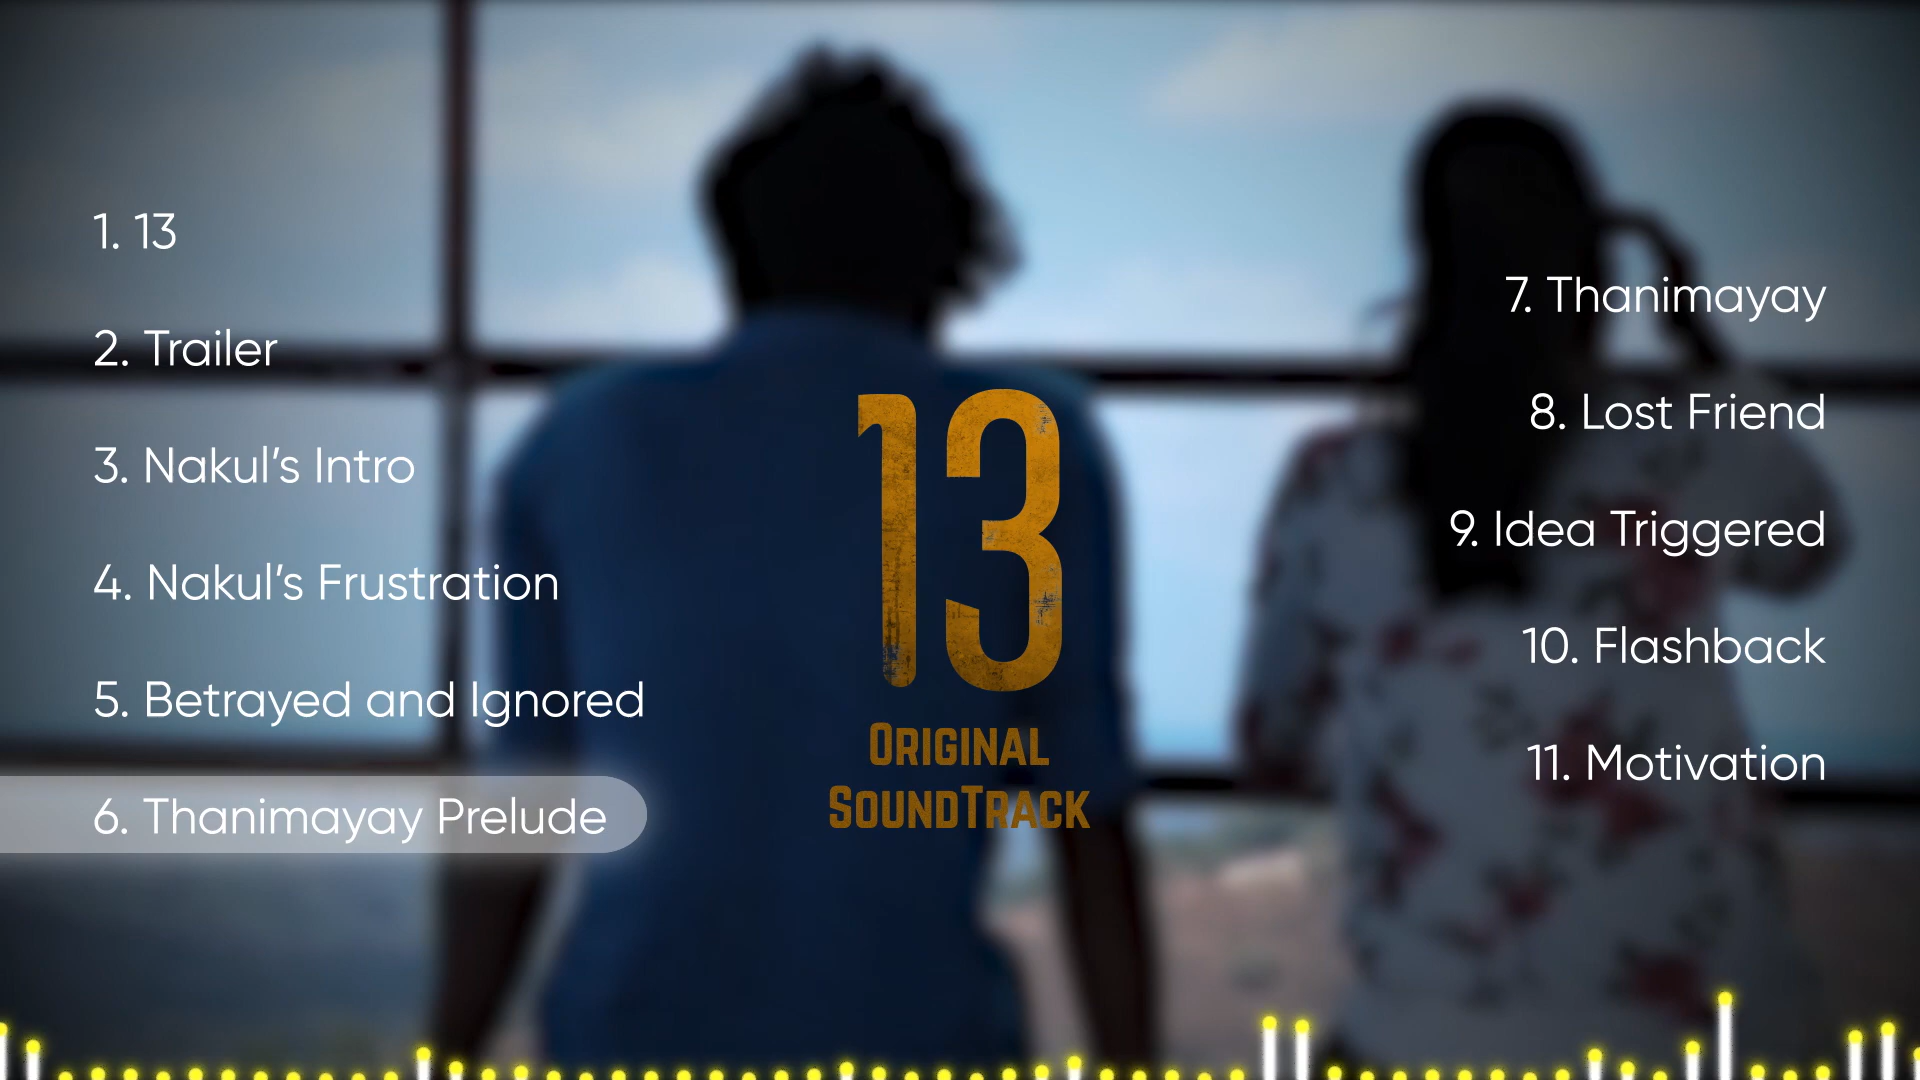 1. 13
2. Trailer
3. Nakul's Intro
4. Nakul's Frustration
5. Betrayed and Ignored
6. Thanimayay Prelude
13
ORIGINAL
SOUNDTRACK
7. Thanimayay
8. Lost Friend
9. Idea Triggered
10. Flashback
11. Motivation